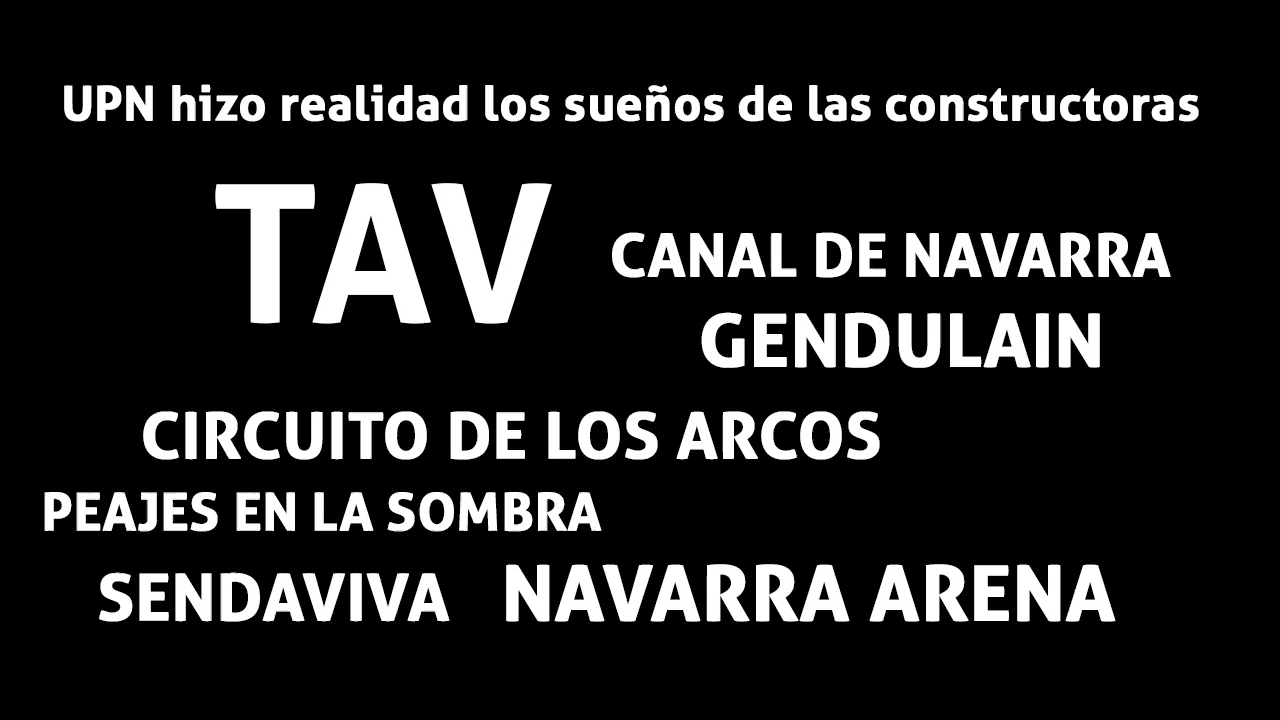 UPN hizo realidad los sueños de las constructoras
TAV
CANAL DE NAVARRA
GENDULAIN
CIRCUITO DE LOS ARCOS
PEAJES EN LA SOMBRA
SENDAVIVA
NAVARRA ARENA